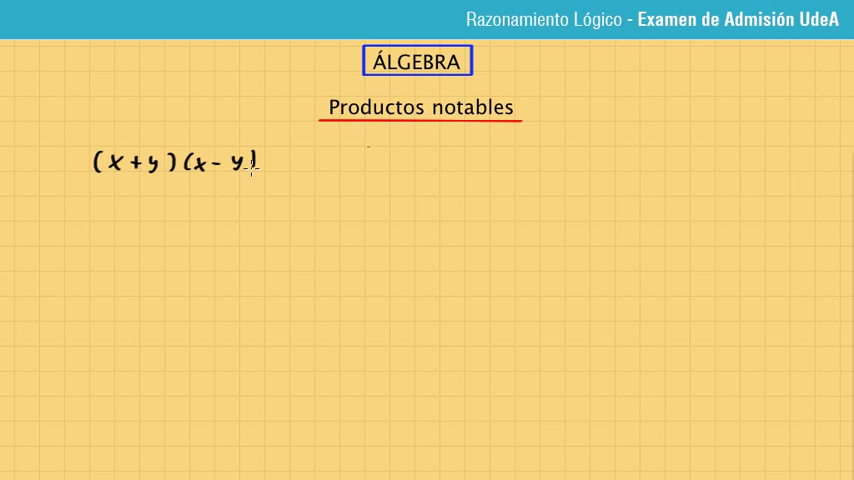 Razonamiento Lógico - Examen de Admisión UdeA
ÁLGEBRA
Productos notables
(x+y)(x-y)